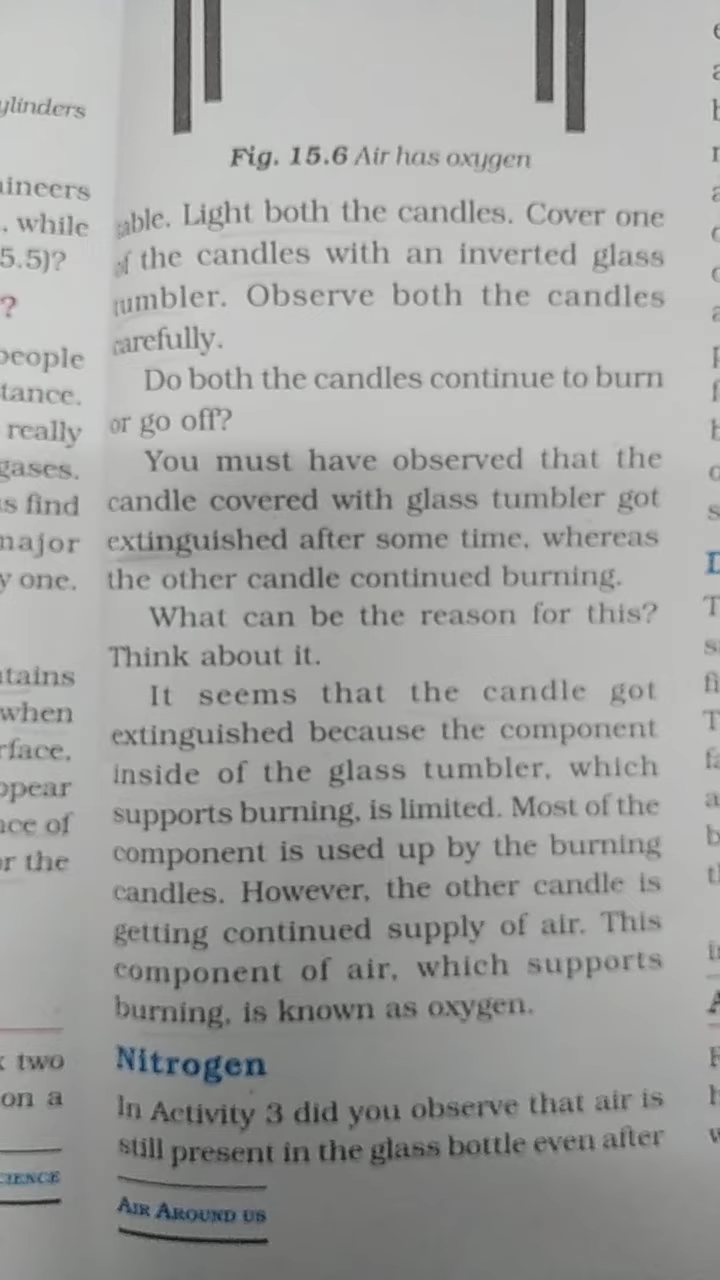 ylinders
ineers
, while
5.5)?
?
people
tance.
really
gases.
s find
major
y one.
tains
when
rface,
ppear
nce of
or the
two
on a
CIENCE
Fig. 15.6 Air has oxygen
able. Light both the candles. Cover one
of the candles with an inverted glass
tumbler. Observe both the candles
carefully.
Do both the candles continue to burn
or go off?
You must have observed that the
candle covered with glass tumbler got
extinguished after some time, whereas
the other candle continued burning.
What can be the reason for this?
Think about it.
It seems that the candle got
extinguished because the component
inside of the glass tumbler, which
supports burning, is limited. Most of the
component is used up by the burning
candles. However, the other candle is
getting continued supply of air. This
component of air, which supports
burning, is known as oxygen.
Nitrogen
In Activity 3 did you observe that air is
still present in the glass bottle even after
AIR AROUND US